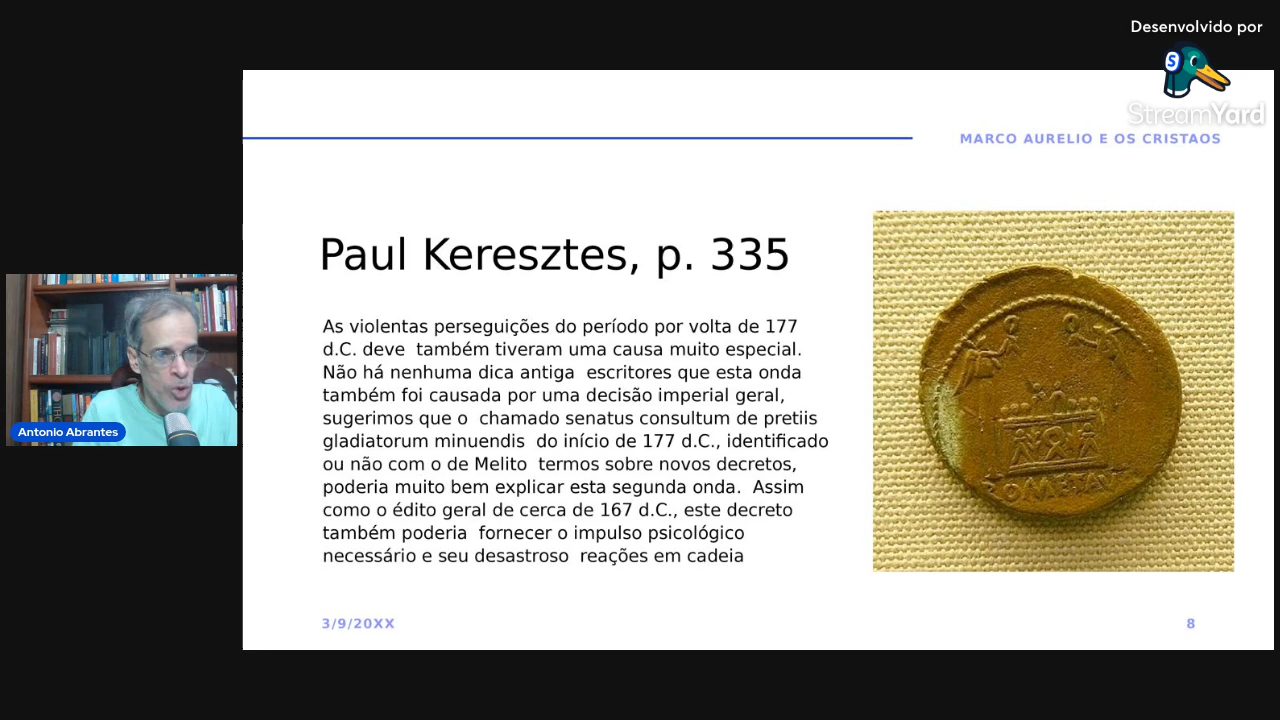 Desenvolvido por
StreamYard
MARCO AURELIO E OS CRISTAOS
Paul Keresztes, p. 335
As violentas perseguições do período por volta de 177
d.C. deve  também tiveram uma causa muito especial.
Não há nenhuma dica antiga  escritores que esta onda
também foi causada por uma decisão imperial geral,
sugerimos que o  chamado senatus consultum de pretiis
gladiatorum minuendis  do início de 177 d.C., identificado
ou não com o de Melito  termos sobre novos decretos,
poderia muito bem explicar esta segunda onda.  Assim
como o édito geral de cerca de 167 d.C., este decreto
também poderia  fornecer o impulso psicológico
necessário e seu desastroso  reações em cadeia
Antonio Abrantes
3/9/20XX
8